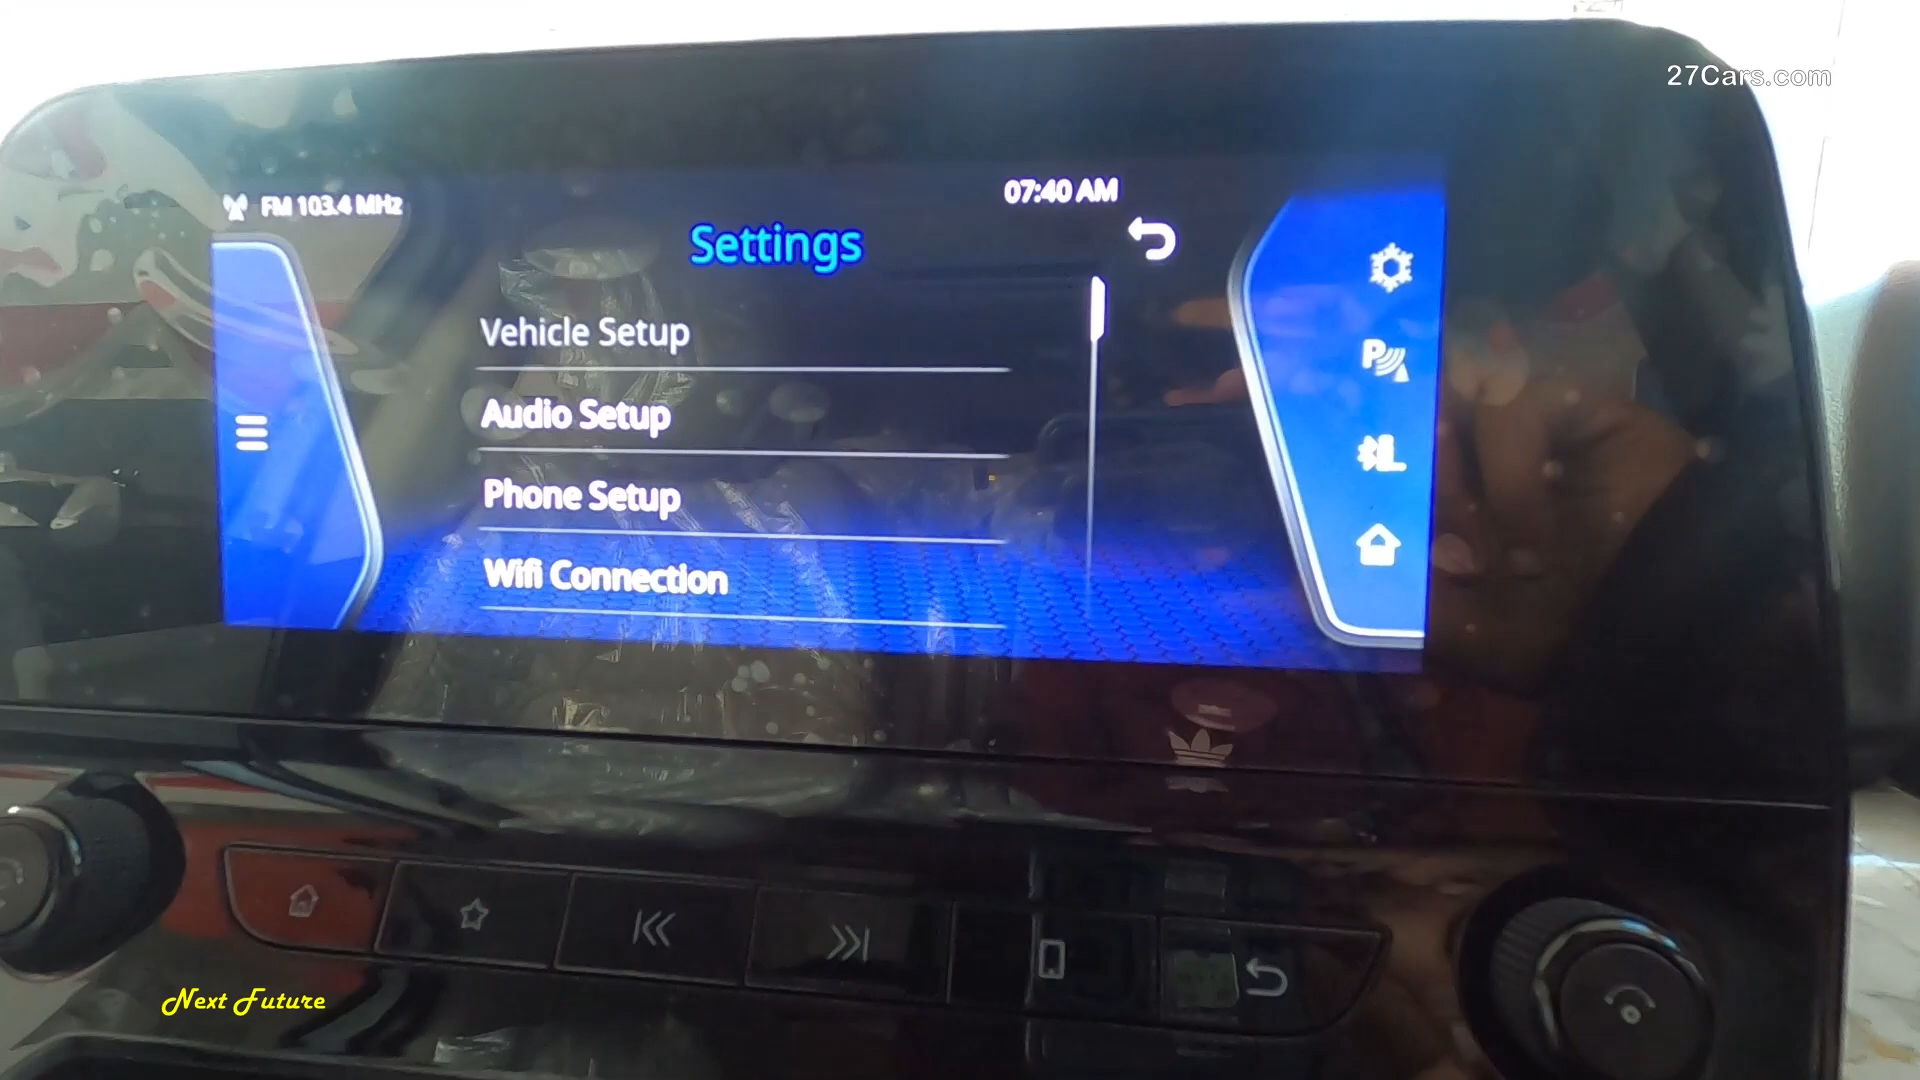 27Cars.com
FM 103.4 MHz
07:40 AM
Settings
Vehicle Setup
Audio Setup
Phone Setup
Wifi Connection
P
Next Future